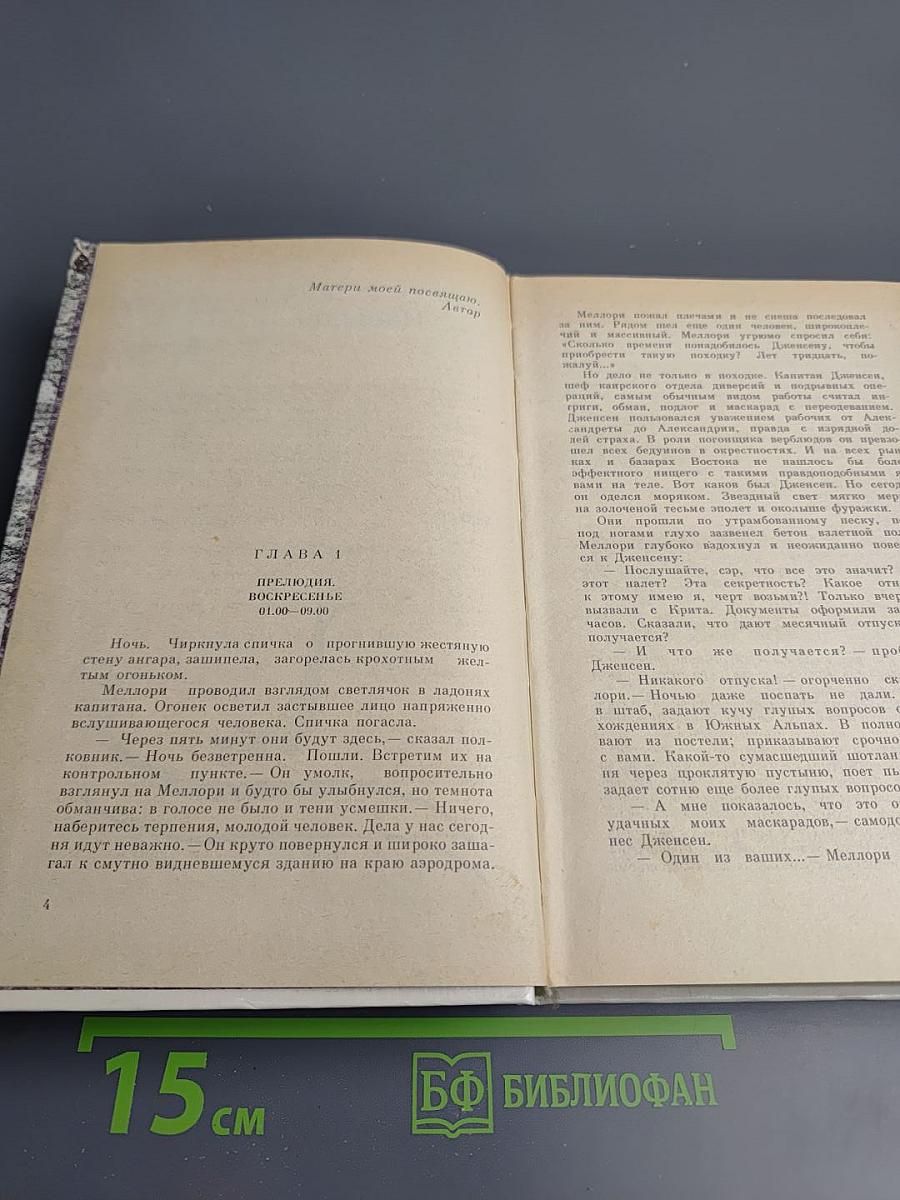 Матери моей посвящаю.
Автор
ГЛАВА 1
ПРЕЛЮДИЯ.
ВОСКРЕСЕНЬЕ
01.00—09.00
Ночь. Чиркнула спичка о прогнившую жестяную
стену ангара, зашипела, загорелась крохотным жел-
тым огоньком.
Меллори проводил взглядом светлячок в ладонях
капитана. Огонек осветил застывшее лицо напряженно
вслушивающегося человека. Спичка погасла.
— Через пять минут они будут здесь,— сказал пол-
ковник.— Ночь безветренна. Пошли. Встретим их на
контрольном пункте.— Он умолк, вопросительно
взглянул на Меллори и будто бы улыбнулся, но темнота
обманчива: в голосе не было и тени усмешки.— Ничего,
наберитесь терпения, молодой человек. Дела у нас сегод-
ня идут неважно.— Он круто повернулся и широко заша-
гал к смутно видневшемуся зданию на краю аэродрома.
4
Меллори пожал плечами и не спеша последовал
за ним. Рядом шел еще один человек, широкопле-
чий и массивный. Меллори угрюмо спросил себя:
«Сколько времени понадобилось Дженсену, чтобы
приобрести такую походку? Лет тридцать, по-
жалуй...»
Но дело не только в походке. Капитан Дженсен,
шеф каирского отдела диверсий и подрывных опе-
раций, самым обычным видом работы считал ин-
триги, обман, подлог и маскарад с переодеванием.
Дженсен пользовался уважением рабочих от Алек-
сандреты до Александрии, правда с изрядной до-
лей страха. В роли погонщика верблюдов он превзо-
шел всех бедуинов в окрестностях. И на всех рын
ках и базарах Востока не нашлось бы боле
эффектного нищего с такими правдоподобными я
вами на теле. Вот каков был Дженсен. Но сегод
он оделся моряком. Звездный свет мягко мер
на золоченой тесьме эполет и околыше фуражки.
Они прошли по утрамбованному песку, по
под ногами глухо зазвенел бетон взлетной пол
Меллори глубоко вздохнул и неожиданно пове
ся к Дженсену:
— Послушайте, сэр, что все это значит?
этот налет? Эта секретность? Какое отн
к этому имею я, черт возьми?! Только вчер
вызвали с Крита. Документы оформили за
часов. Сказали, что дают месячный отпуск
получается?
— И что же получается? — проб
Дженсен.
— Никакого отпуска! — огорченно ск
лори.— Ночью даже поспать не дали.
в штаб, задают кучу глупых вопросов о
хождениях в Южных Альпах. В полно
вают из постели; приказывают срочно
с вами. Какой-то сумасшедший шотлан
ня через проклятую пустыню, поет пь
задает сотню еще более глупых вопросо
— А мне показалось, что это о
удачных моих маскарадов,— самодо
нес Дженсен.
— Один из ваших...— Меллори
15 см
БФ БИБЛИОФАН